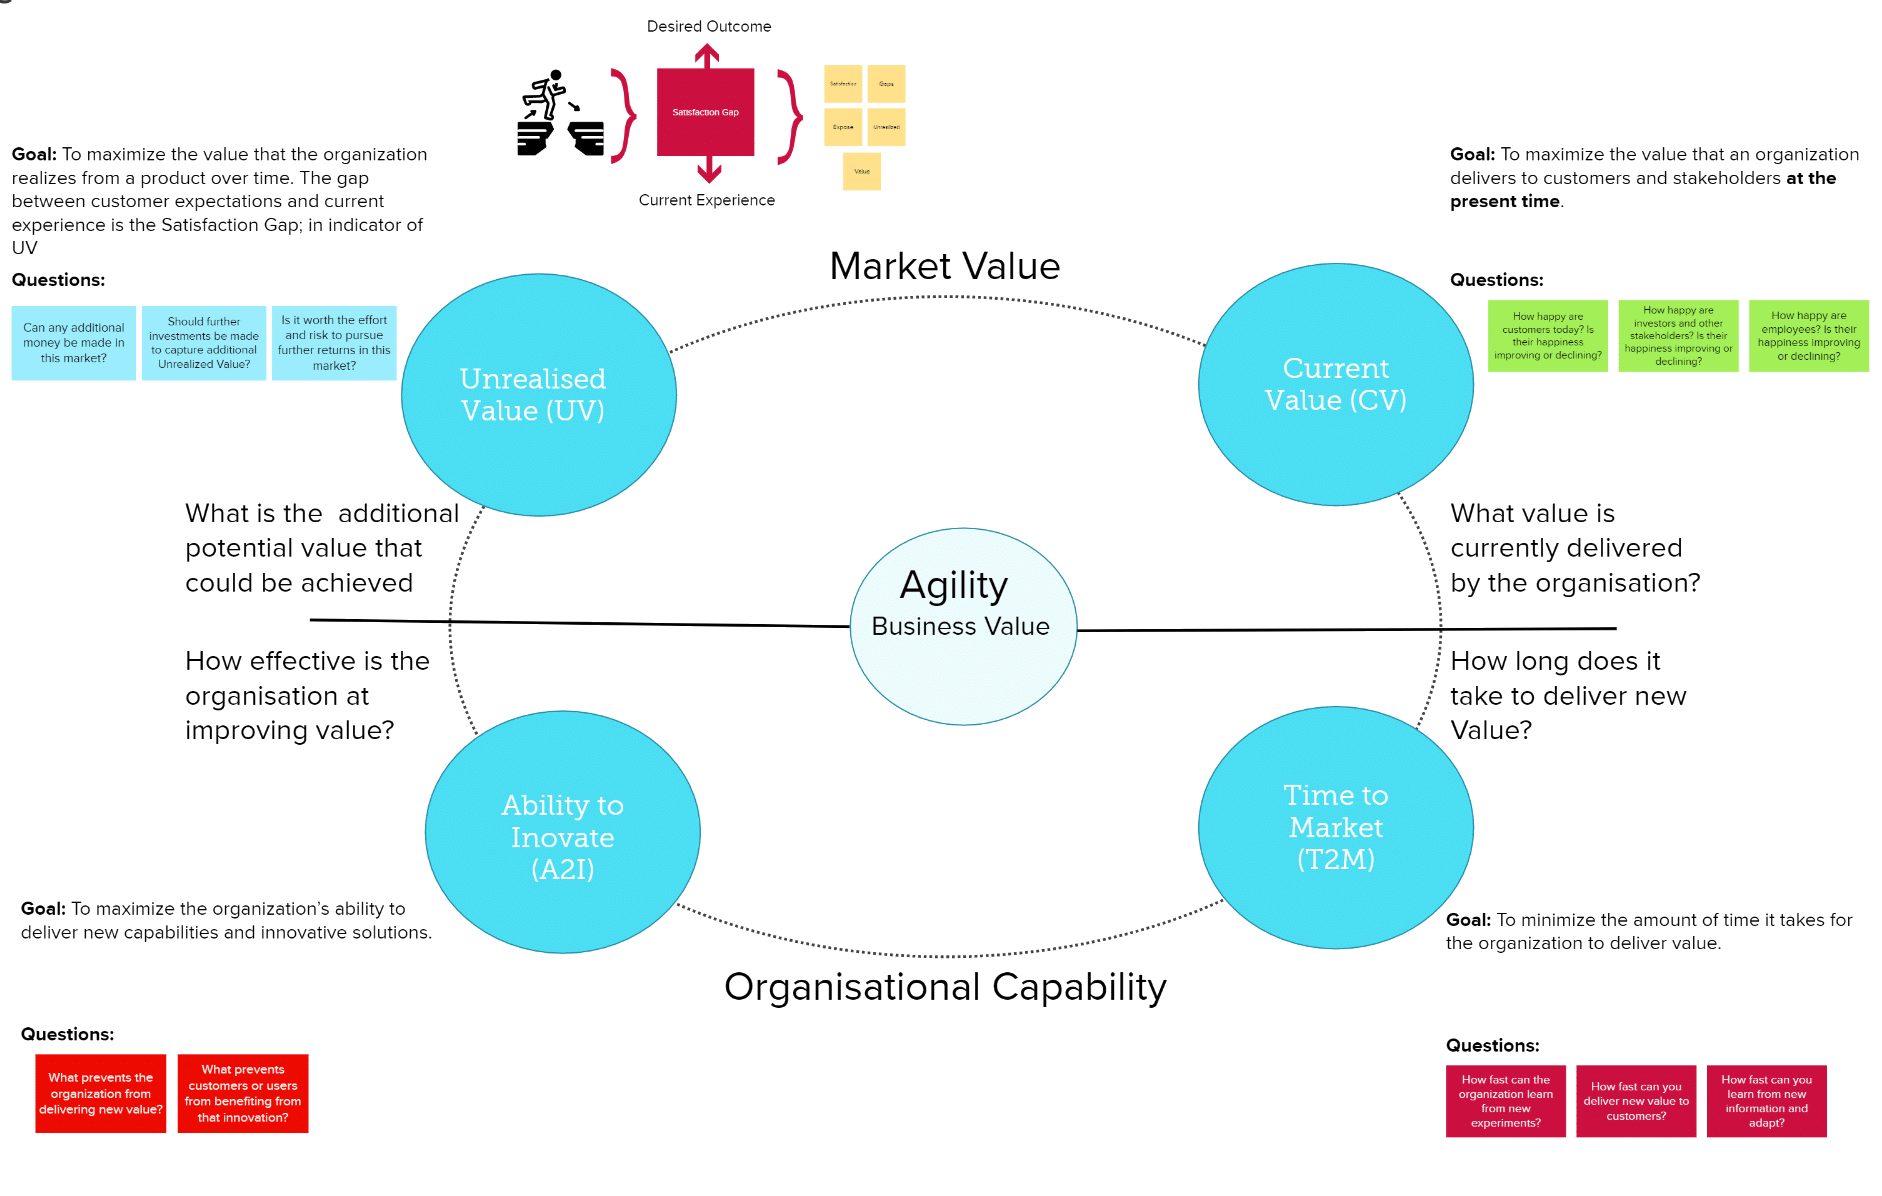 Desired Outcome
Satisfaction Gap
Current Experience
Satisfaction
Gaps
Expose
Unrealized
Value
Goal: To maximize the value that the organization
realizes from a product over time. The gap
between customer expectations and current
experience is the Satisfaction Gap; in indicator of
UV
Questions:
Can any additional
money be made in
this market?
Should further
investments be made
to capture additional
Unrealized Value?
Is it worth the effort
and risk to pursue
further returns in this
market?
Goal: To maximize the value that an organization
delivers to customers and stakeholders at the
present time.
Questions:
How happy are
customers today? Is
their happiness
improving or declining?
How happy are
investors and other
stakeholders? Is their
happiness improving or
declining?
How happy are
employees? Is their
happiness improving
or declining?
Market Value
Unrealised
Value (UV)
Current
Value (CV)
What is the additional
potential value that
could be achieved
What value is
currently delivered
by the organisation?
Agility
Business Value
How effective is the
organisation at
improving value?
How long does it
take to deliver new
Value?
Ability to
Inovate
(A2I)
Time to
Market
(T2M)
Goal: To maximize the organization's ability to
deliver new capabilities and innovative solutions.
Goal: To minimize the amount of time it takes for
the organization to deliver value.
Organisational Capability
Questions:
What prevents the
organization from
delivering new value?
What prevents
customers or users
from benefiting from
that innovation?
Questions:
How fast can the
organization learn
from new
experiments?
How fast can you
deliver new value to
customers?
How fast can you
learn from new
information and
adapt?